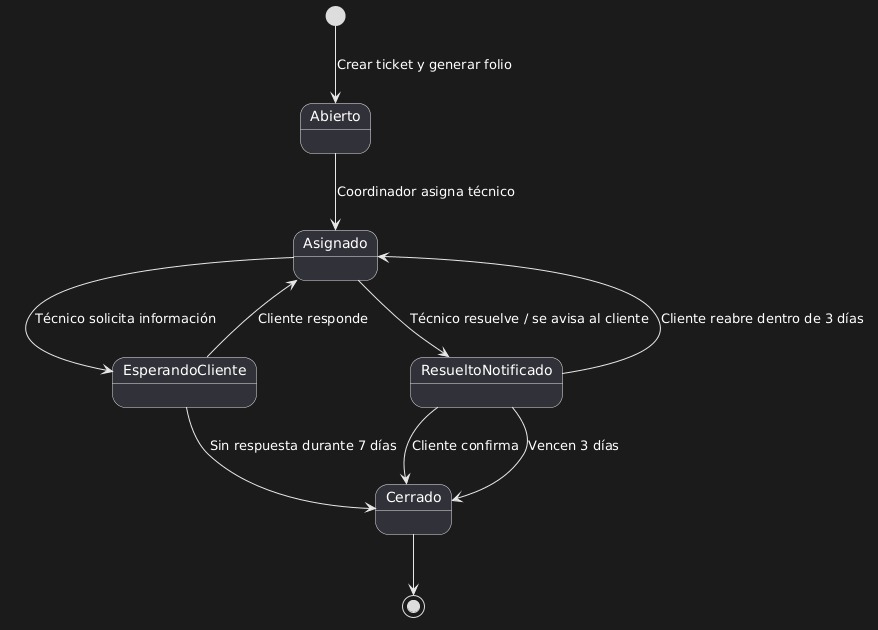 Crear ticket y generar folio
Abierto
Coordinador asigna técnico
Asignado
Técnico solicita información
Cliente responde
Técnico resuelve / se avisa al cliente
Cliente reabre dentro de 3 días
EsperandoCliente
ResueltoNotificado
Sin respuesta durante 7 días
Cliente confirma
Vencen 3 días
Cerrado